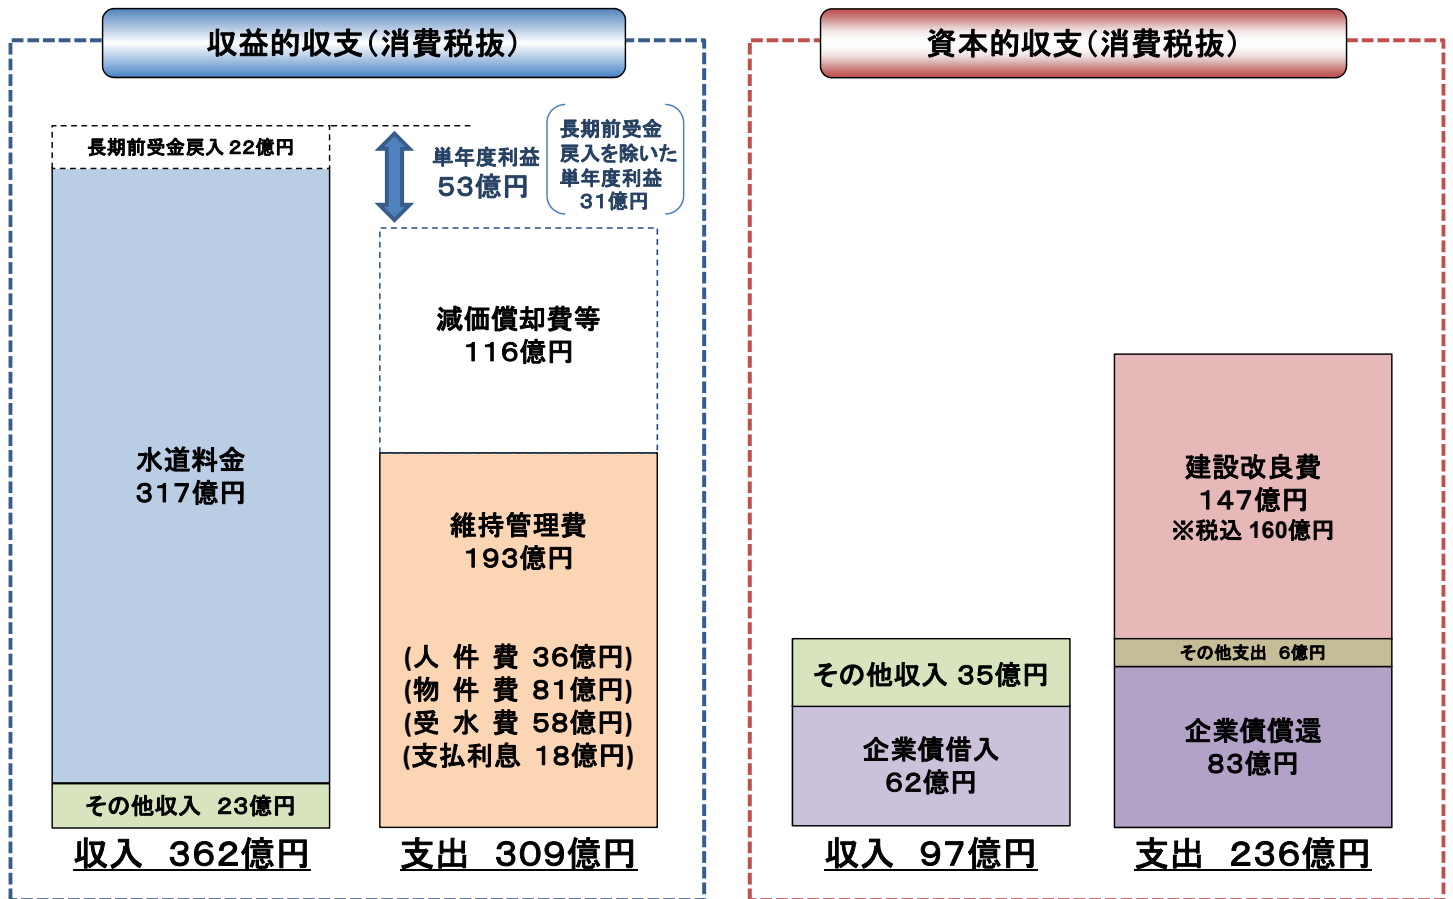 収益的収支（消費税抜）
長期前受金戻入 22億円
水道料金
317億円
その他収入 23億円
収入 362億円
単年度利益
53億円
長期前受金
戻入を除いた
単年度利益
31億円
減価償却費等
116億円
維持管理費
193億円
(人 件 費 36億円)
(物 件 費 81億円)
(受 水 費 58億円)
(支払利息 18億円)
支出 309億円
資本的収支（消費税抜）
その他収入 35億円
企業債借入
62億円
収入 97億円
建設改良費
147億円
※税込 160億円
その他支出 6億円
企業債償還
83億円
支出 236億円